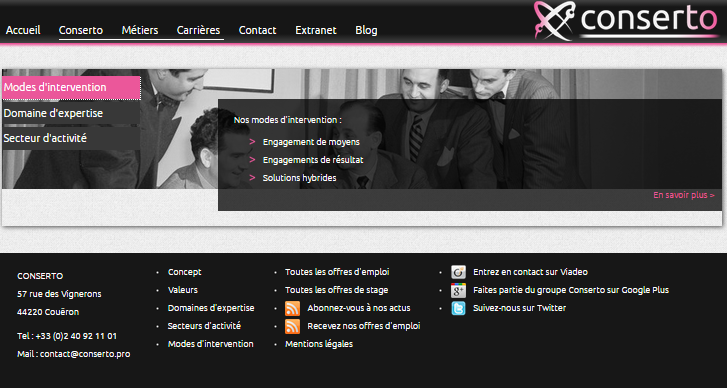 conserto
Accueil Conserto Métiers Carrières Contact Extranet Blog
Modes d'intervention
Domaine d'expertise
Secteur d'activité
Nos modes d'intervention :
> Engagement de moyens
> Engagements de résultat
> Solutions hybrides
En savoir plus >
CONSERTO
57 rue des Vignerons
44220 Couëron
Tel : +33 (0)2 40 92 11 01
Mail : contact@conserto.pro
• Concept
• Valeurs
• Domaines d'expertise
• Secteurs d'activité
• Modes d'intervention
• Toutes les offres d'emploi
• Toutes les offres de stage
• Abonnez-vous à nos actus
• Recevez nos offres d'emploi
• Mentions légales
• Entrez en contact sur Viadeo
• Faites partie du groupe Conserto sur Google Plus
• Suivez-nous sur Twitter